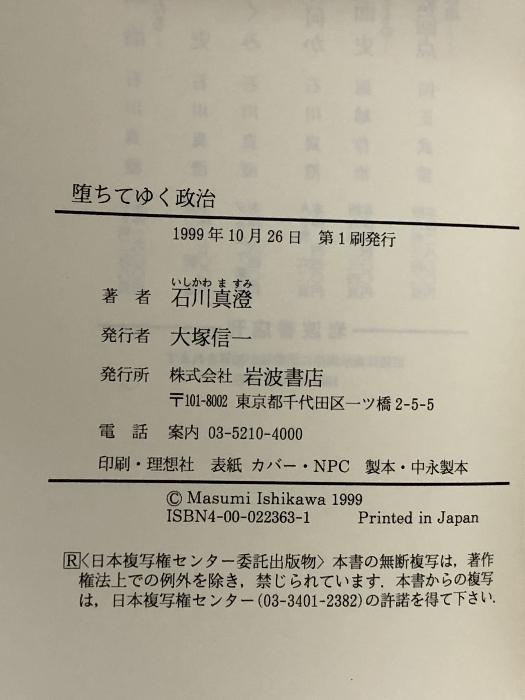 堕ちてゆく政治
1999年10月26日　第1刷発行
いしかわ ま すみ
著　者　石川真澄
発行者　大塚信一
発行所　株式会社 岩波書店
〒101-8002 東京都千代田区一ツ橋2-5-5
電　話　案内 03-5210-4000
印刷・理想社　表紙 カバー・NPC　製本・中永製本
© Masumi Ishikawa 1999
ISBN4-00-022363-1　Printed in Japan
R〈日本複写権センター委託出版物〉本書の無断複写は，著作
権法上での例外を除き，禁じられています．本書からの複写
は，日本複写権センター(03-3401-2382)の許諾を得て下さい．